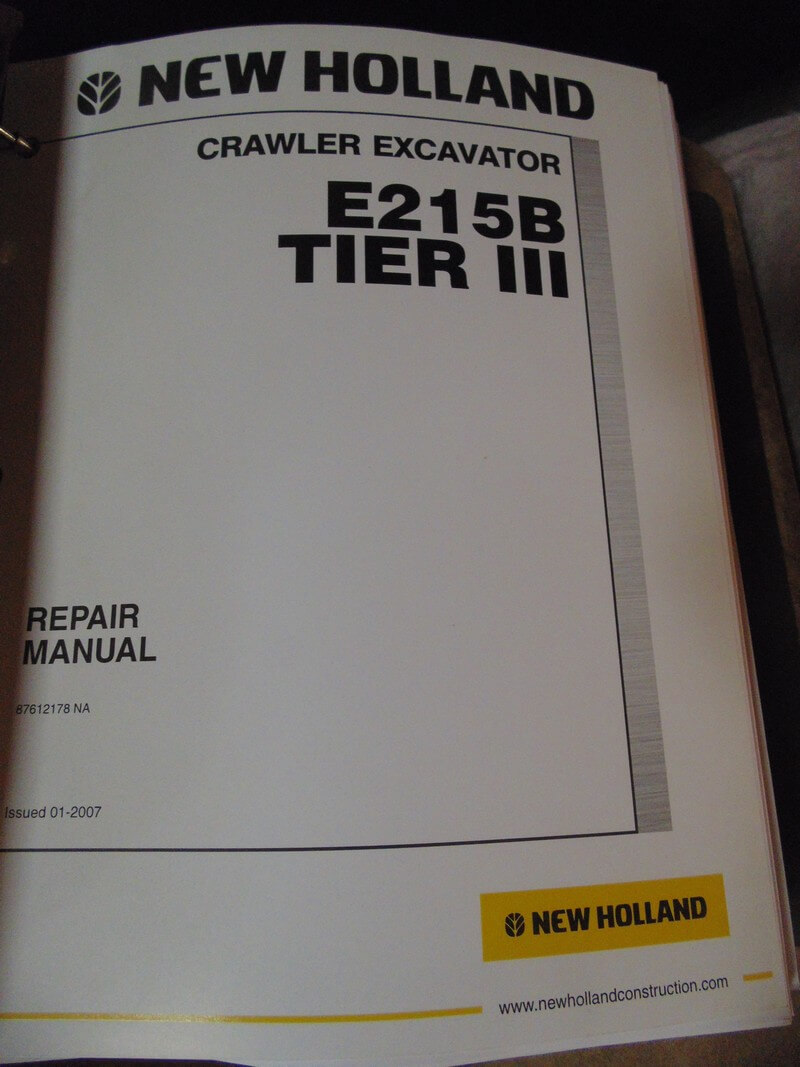 NEW HOLLAND
CRAWLER EXCAVATOR
E215B
TIER III
REPAIR
MANUAL
87612178 NA
Issued 01-2007
NEW HOLLAND
www.newhollandconstruction.com